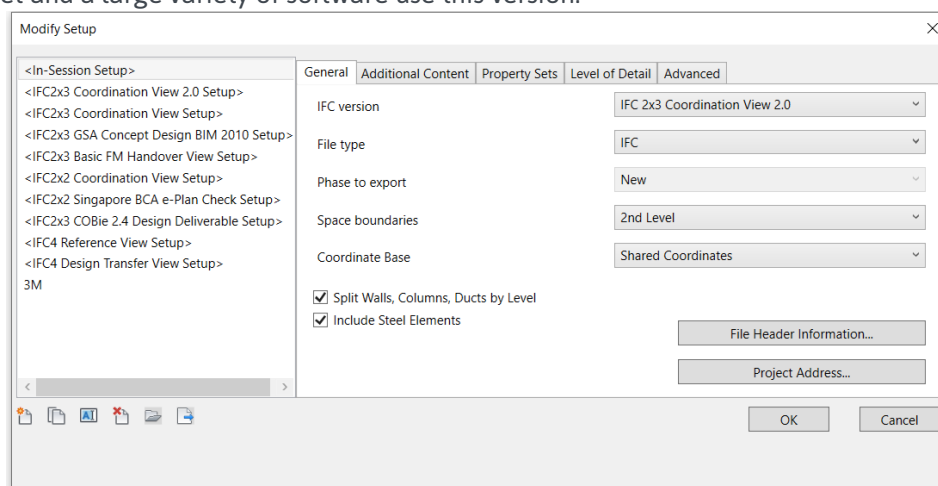 et and a large variety of software use this version.
Modify Setup
<In-Session Setup>
<IFC2x3 Coordination View 2.0 Setup>
<IFC2x3 Coordination View Setup>
<IFC2x3 GSA Concept Design BIM 2010 Setup>
<IFC2x3 Basic FM Handover View Setup>
<IFC2x2 Coordination View Setup>
<IFC2x2 Singapore BCA e-Plan Check Setup>
<IFC2x3 COBie 2.4 Design Deliverable Setup>
<IFC4 Reference View Setup>
<IFC4 Design Transfer View Setup>
3M
General Additional Content Property Sets Level of Detail Advanced
IFC version IFC 2x3 Coordination View 2.0
File type IFC
Phase to export New
Space boundaries 2nd Level
Coordinate Base Shared Coordinates
Split Walls, Columns, Ducts by Level
Include Steel Elements
File Header Information...
Project Address...
OK Cancel